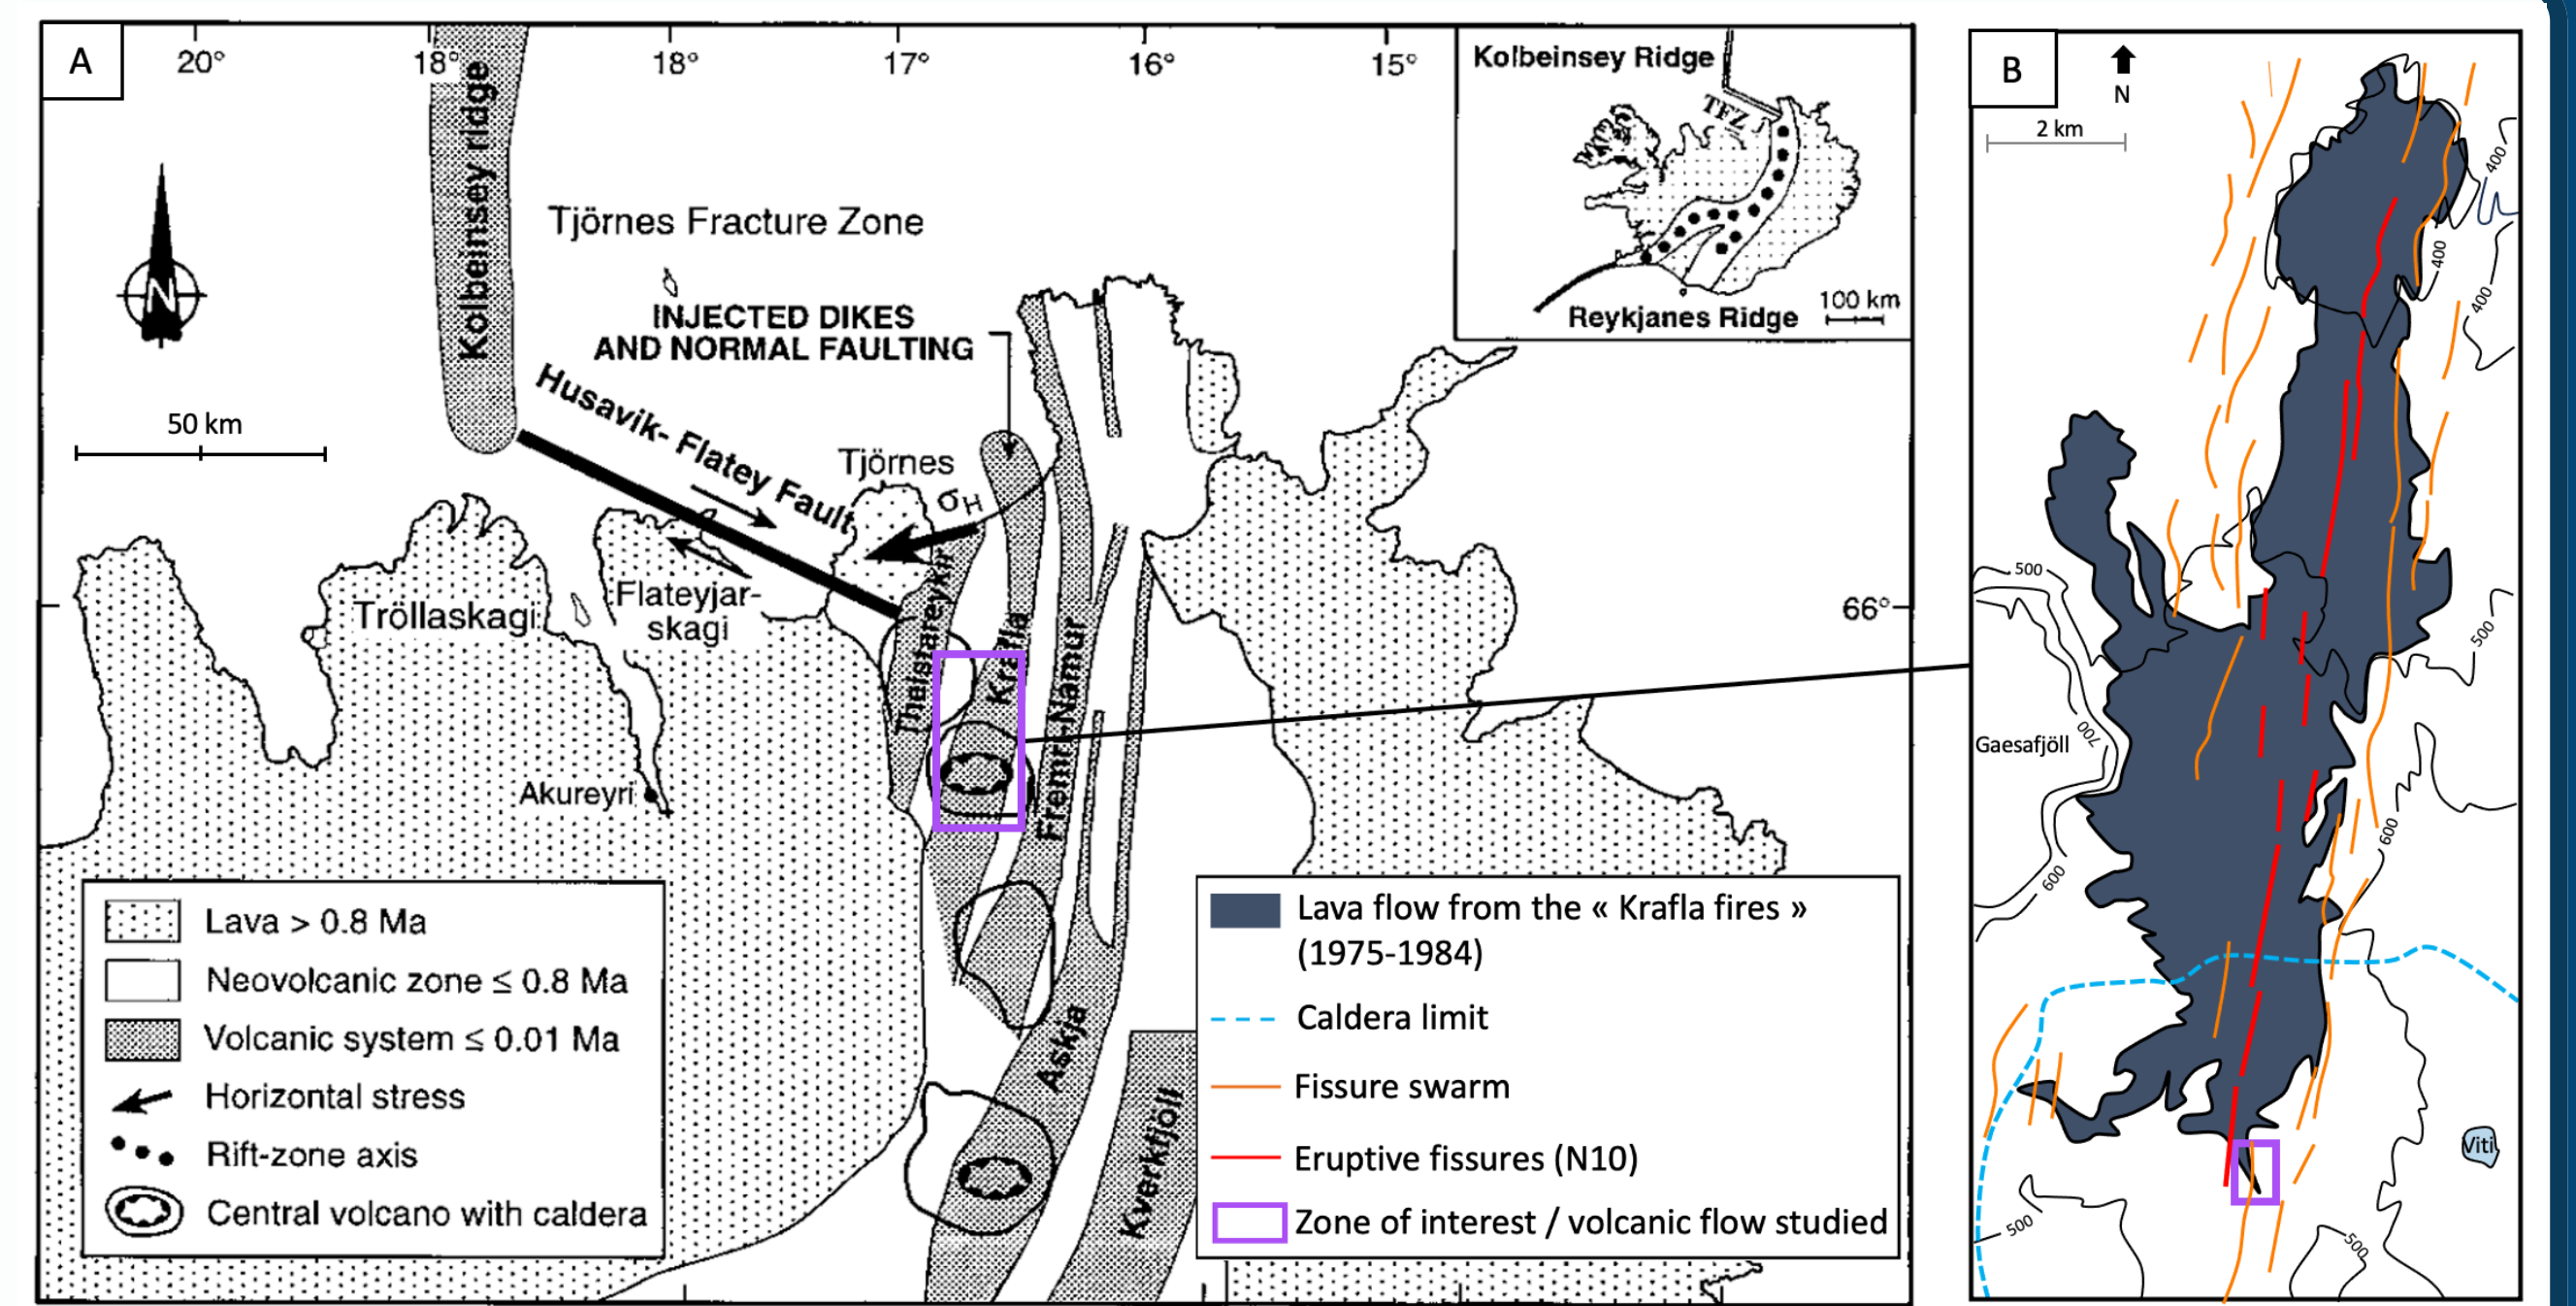 A
20°
18°
18°
17°
16°
15°
Kolbeinsey ridge
Tjörnes Fracture Zone
INJECTED DIKES
AND NORMAL FAULTING
N
50 km
Husavik- Flatey Fault
Tjörnes
σH
Tröllaskagi
Flateyjar-
skagi
Akureyri
Theistareykir
Krafla
Fremri-Namur
Askja
Kverkfjöll
66°
Kolbeinsey Ridge
TFZ
Reykjanes Ridge
100 km
Lava > 0.8 Ma
Neovolcanic zone ≤ 0.8 Ma
Volcanic system ≤ 0.01 Ma
Horizontal stress
Rift-zone axis
Central volcano with caldera
Lava flow from the « Krafla fires »
(1975-1984)
Caldera limit
Fissure swarm
Eruptive fissures (N10)
Zone of interest / volcanic flow studied
B
N
2 km
400
400
400
500
500
700
Gaesafjöll
600
600
Viti
500
500